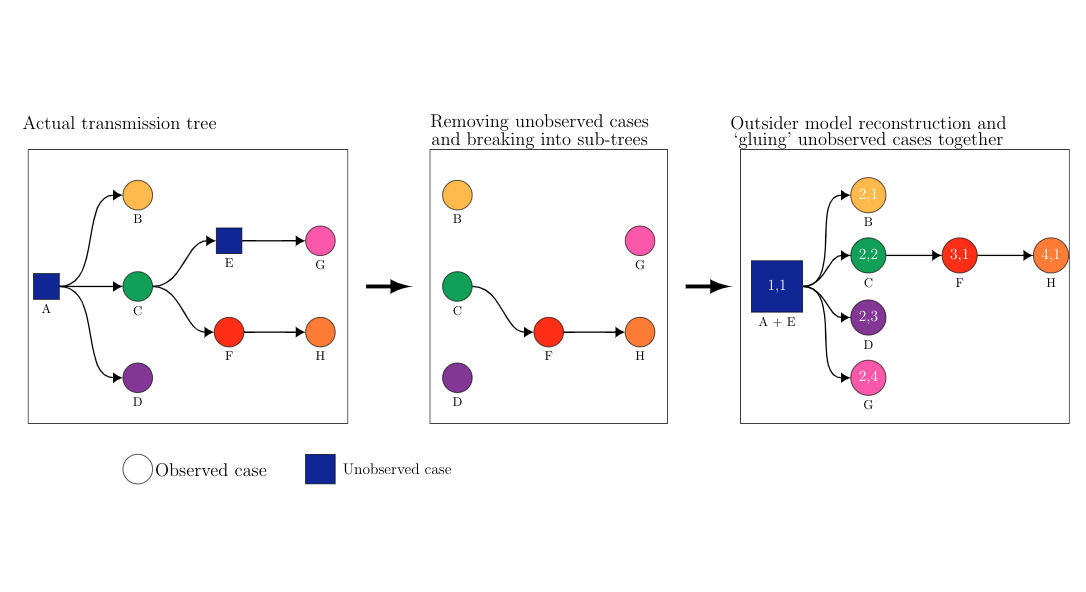 Actual transmission tree
B
E
G
A
C
F
H
D
Removing unobserved cases
and breaking into sub-trees
B
G
C
F
H
D
Outsider model reconstruction and
‘gluing’ unobserved cases together
2,1
B
2,2
3,1
4,1
C
F
H
1,1
A + E
2,3
D
2,4
G
Observed case
Unobserved case